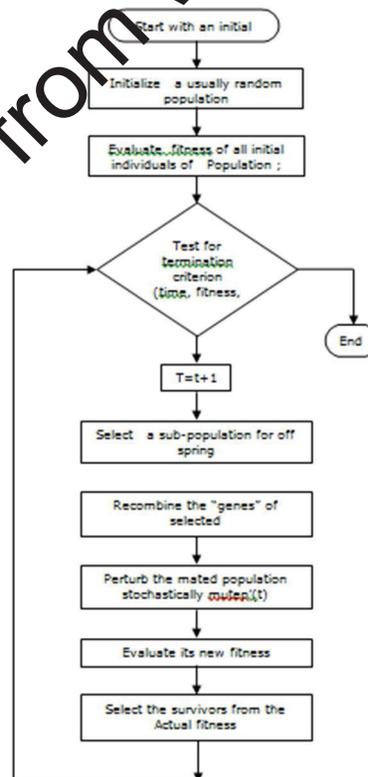 from
Start with an initial
Initialize a usually random
population
Evaluate fitness of all initial
individuals of Population ;
Test for
termination
criterion
(time, fitness,
End
T=t+1
Select a sub-population for off
spring
Recombine the “genes” of
selected
Perturb the mated population
stochastically
Evaluate its new fitness
Select the survivors from the
Actual fitness